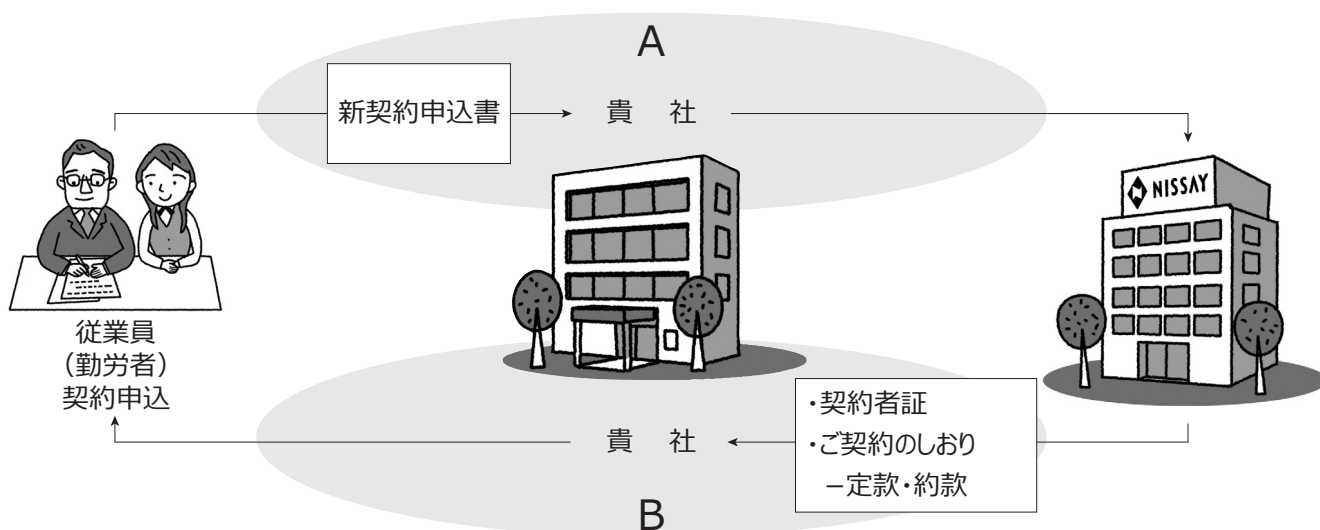 A
新契約申込書
貴 社
NISSAY
従業員
（勤労者）
契約申込
貴 社
・契約者証
・ご契約のしおり
－定款・約款
B